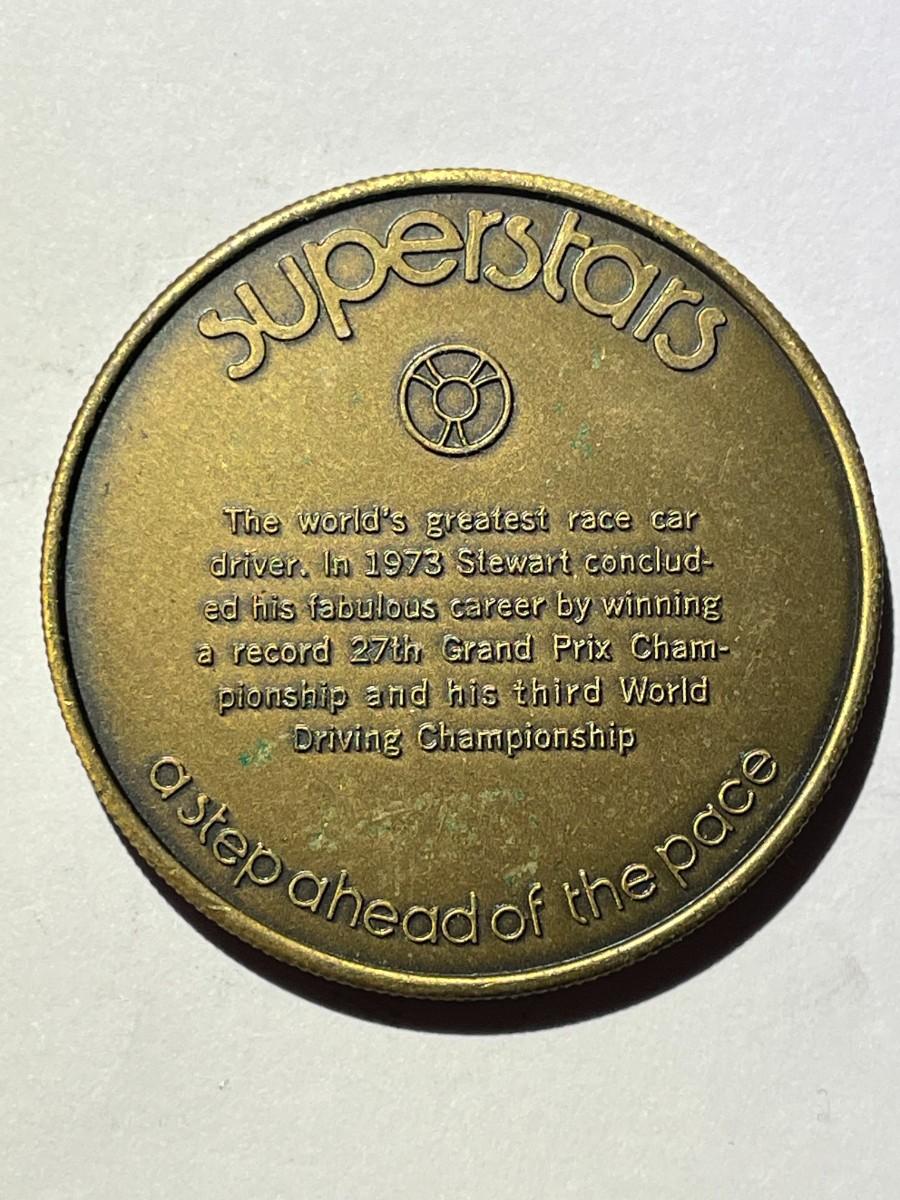 superstars
The world's greatest race car
driver. In 1973 Stewart conclud-
ed his fabulous career by winning
a record 27th Grand Prix Cham-
pionship and his third World
Driving Championship
a step ahead of the pace